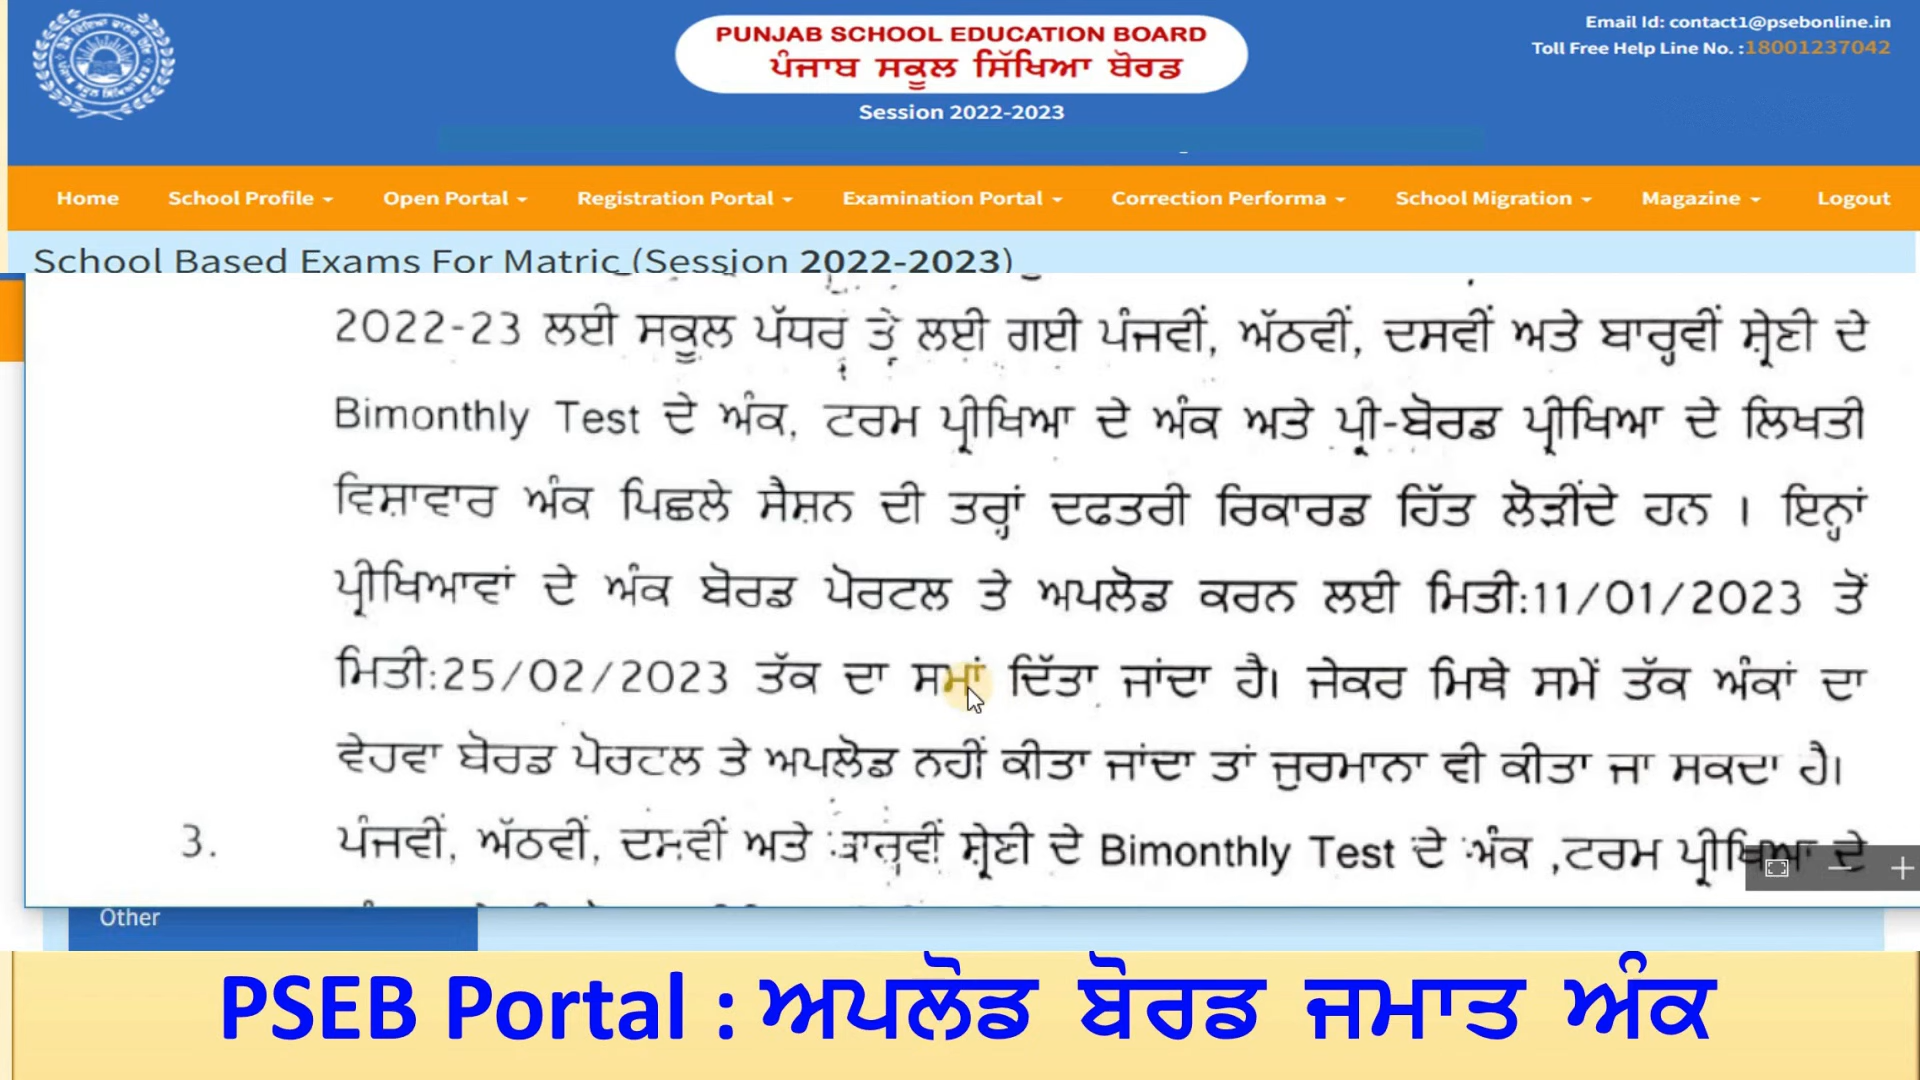 Email Id: contact1@psebonline.in
PUNJAB SCHOOL EDUCATION BOARD
Toll Free Help Line No. :18001237042
ਪੰਜਾਬ ਸਕੂਲ ਸਿੱਖਿਆ ਬੋਰਡ
Session 2022-2023
Home School Profile Open Portal Registration Portal Examination Portal Correction Performa School Migration Magazine Logout
School Based Exams For Matric (Session 2022-2023)
2022-23 ਲਈ ਸਕੂਲ ਪੱਧਰ ਤੇ ਲਈ ਗਈ ਪੰਜਵੀਂ, ਅੱਠਵੀਂ, ਦਸਵੀਂ ਅਤੇ ਬਾਰ੍ਹਵੀਂ ਸ਼੍ਰੇਣੀ ਦੇ
Bimonthly Test ਦੇ ਅੰਕ, ਟਰਮ ਪ੍ਰੀਖਿਆ ਦੇ ਅੰਕ ਅਤੇ ਪ੍ਰੀ-ਬੋਰਡ ਪ੍ਰੀਖਿਆ ਦੇ ਲਿਖਤੀ
ਵਿਸ਼ਾਵਾਰ ਅੰਕ ਪਿਛਲੇ ਸੈਸ਼ਨ ਦੀ ਤਰ੍ਹਾਂ ਦਫਤਰੀ ਰਿਕਾਰਡ ਹਿੱਤ ਲੋੜੀਂਦੇ ਹਨ । ਇਨ੍ਹਾਂ
ਪ੍ਰੀਖਿਆਵਾਂ ਦੇ ਅੰਕ ਬੋਰਡ ਪੋਰਟਲ ਤੇ ਅਪਲੋਡ ਕਰਨ ਲਈ ਮਿਤੀ:11/01/2023 ਤੋਂ
ਮਿਤੀ:25/02/2023 ਤੱਕ ਦਾ ਸਮਾਂ ਦਿੱਤਾ ਜਾਂਦਾ ਹੈ। ਜੇਕਰ ਮਿਥੇ ਸਮੇਂ ਤੱਕ ਅੰਕਾਂ ਦਾ
ਵੇਹਵਾ ਬੋਰਡ ਪੋਰਟਲ ਤੇ ਅਪਲੋਡ ਨਹੀਂ ਕੀਤਾ ਜਾਂਦਾ ਤਾਂ ਜੁਰਮਾਨਾ ਵੀ ਕੀਤਾ ਜਾ ਸਕਦਾ ਹੈ।
3. ਪੰਜਵੀਂ, ਅੱਠਵੀਂ, ਦਸਵੀਂ ਅਤੇ ਬਾਰ੍ਹਵੀਂ ਸ਼੍ਰੇਣੀ ਦੇ Bimonthly Test ਦੇ ਅੰਕ ,ਟਰਮ ਪ੍ਰੀਖਿਆ ਦੇ
Other
PSEB Portal : ਅਪਲੋਡ ਬੋਰਡ ਜਮਾਤ ਅੰਕ